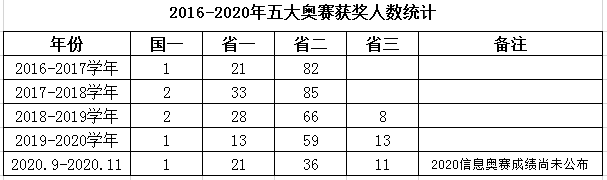 2016-2020年五大奥赛获奖人数统计
年份 国一 省一 省二 省三 备注
2016-2017学年 1 21 82
2017-2018学年 2 33 85
2018-2019学年 2 28 66 8
2019-2020学年 1 13 59 13
2020.9-2020.11 1 21 36 11 2020信息奥赛成绩尚未公布